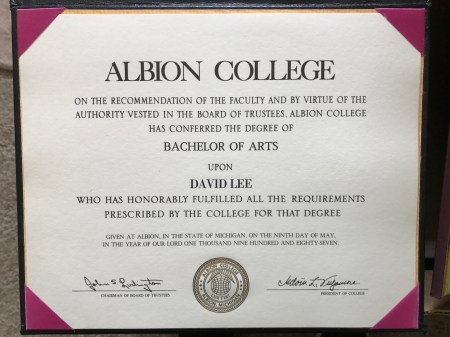 ALBION COLLEGE
ON THE RECOMMENDATION OF THE FACULTY AND BY VIRTUE OF THE
AUTHORITY VESTED IN THE BOARD OF TRUSTEES, ALBION COLLEGE
HAS CONFERRED THE DEGREE OF
BACHELOR OF ARTS
UPON
DAVID LEE
WHO HAS HONORABLY FULFILLED ALL THE REQUIREMENTS
PRESCRIBED BY THE COLLEGE FOR THAT DEGREE
GIVEN AT ALBION, IN THE STATE OF MICHIGAN, ON THE NINTH DAY OF MAY,
IN THE YEAR OF OUR LORD ONE THOUSAND NINE HUNDRED AND EIGHTY-SEVEN.
ALBION COLLEGE
ALBION, MICHIGAN
CHAIRMAN OF BOARD OF TRUSTEES
PRESIDENT OF COLLEGE